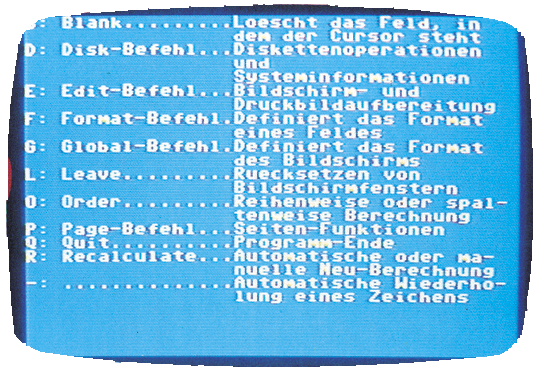 : Blank.........Loescht das Feld, in
dem der Cursor steht
D: Disk-Befehl...Diskettenoperationen
und
Systeminformationen
E: Edit-Befehl...Bildschirm- und
Druckbildaufbereitung
F: Format-Befehl.Definiert das Format
eines Feldes
G: Global-Befehl.Definiert das Format
des Bildschirms
L: Leave.........Ruecksetzen von
Bildschirmfenstern
O: Order.........Reihenweise oder spal-
tenweise Berechnung
P: Page-Befehl...Seiten-Funktionen
Q: Quit..........Programm-Ende
R: Recalculate...Automatische oder ma-
nuelle Neu-Berechnung
-: ..............Automatische Wiederho-
lung eines Zeichens